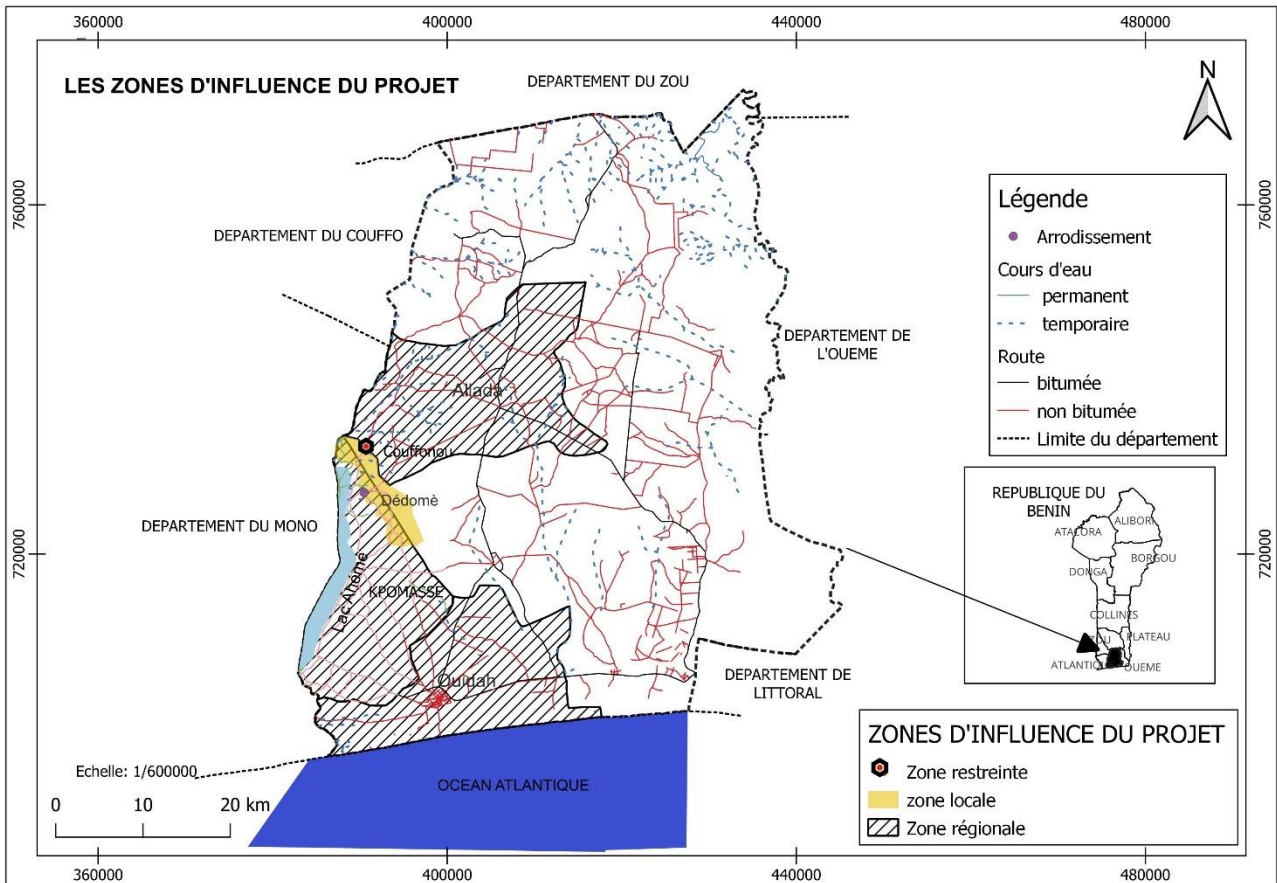 360000
400000
440000
480000
LES ZONES D'INFLUENCE DU PROJET
DEPARTEMENT DU ZOU
N
760000
760000
Légende
Arrodissement
Cours d'eau
permanent
temporaire
Route
bitumée
non bitumée
Limite du département
DEPARTEMENT DU COUFFO
DEPARTEMENT DE
L'OUEME
Allada
Couffonou
Dédomè
DEPARTEMENT DU MONO
720000
720000
Lac Ahomé
KPOMASSE
Ouidah
DEPARTEMENT DE
LITTORAL
REPUBLIQUE DU
BENIN
ATACORA
ALIBORI
BORGOU
DONGA
COLLINES
ZOU
PLATEAU
ATLANTIQUE
OUEME
ZONES D'INFLUENCE DU PROJET
Zone restreinte
zone locale
Zone régionale
Echelle: 1/600000
0 10 20 km
OCEAN ATLANTIQUE
360000
400000
440000
480000